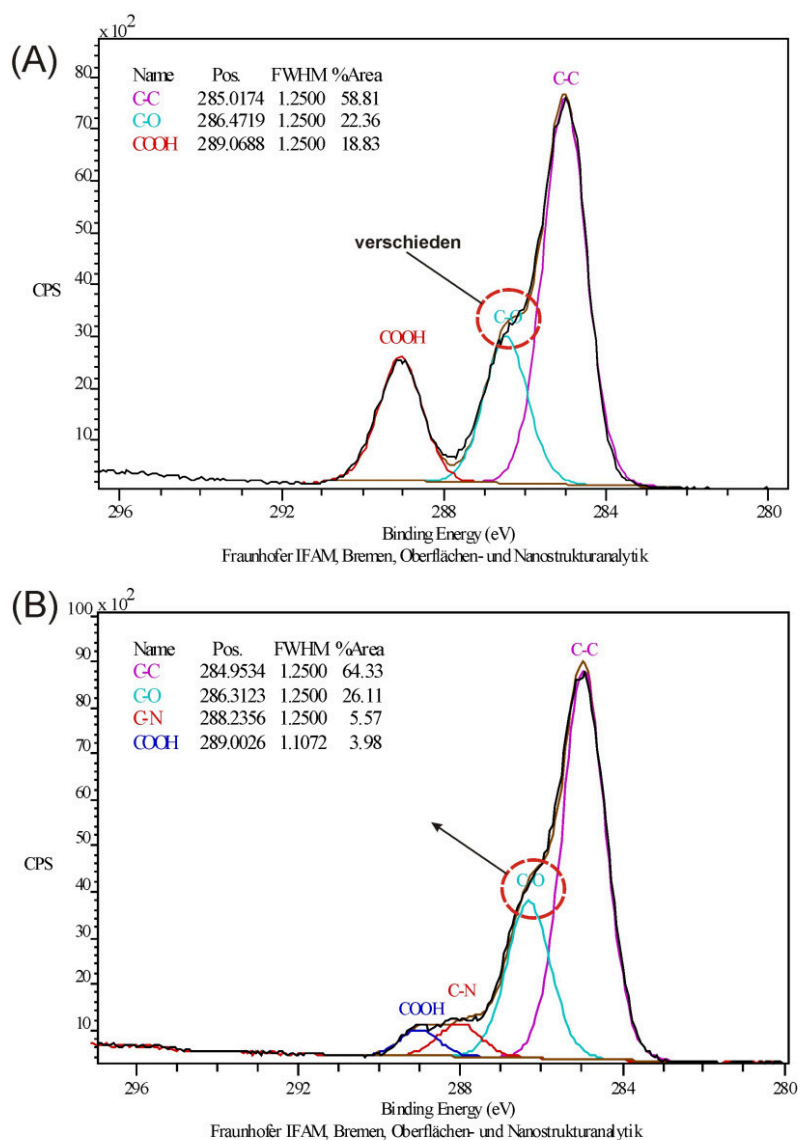 (A)
x 10²
Name Pos. FWHM %Area
C-C 285.0174 1.2500 58.81
C-O 286.4719 1.2500 22.36
COOH 289.0688 1.2500 18.83
C-C
80
70
60
50
verschieden
40
CPS
C-O
30
COOH
20
10
296 292 288 284 280
Binding Energy (eV)
Fraunhofer IFAM, Bremen, Oberflächen- und Nanostrukturanalytik
(B)
100 x 10²
Name Pos. FWHM %Area
C-C 284.9534 1.2500 64.33
C-O 286.3123 1.2500 26.11
C-N 288.2356 1.2500 5.57
COOH 289.0026 1.1072 3.98
C-C
90
80
70
60
50
CPS
C-O
40
30
20
C-N
COOH
10
296 292 288 284 280
Binding Energy (eV)
Fraunhofer IFAM, Bremen, Oberflächen- und Nanostrukturanalytik